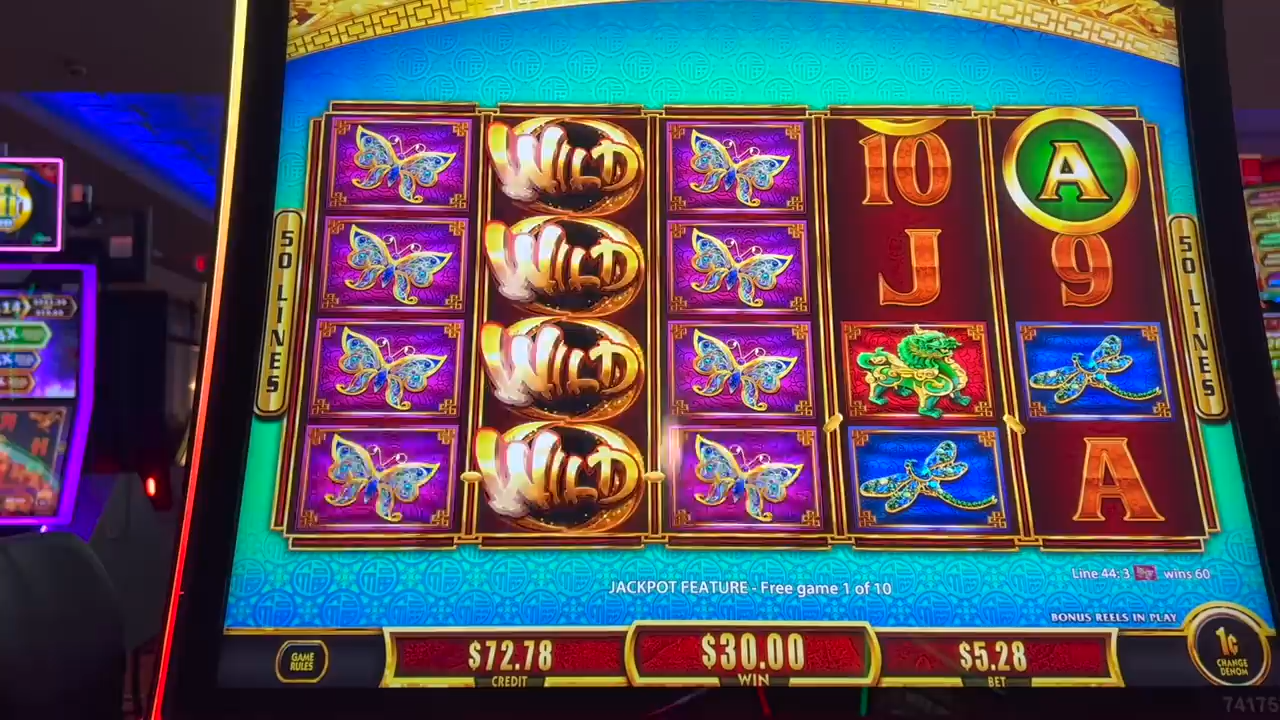 WILD
10
A
50 LINES
WILD
J
9
50 LINES
WILD
WILD
A
Line 44: 3 wins 60
JACKPOT FEATURE - Free game 1 of 10
BONUS REELS IN PLAY
GAME RULES
$72.78
CREDIT
$30.00
WIN
$5.28
BET
1¢
CHANGE DENOM
74175